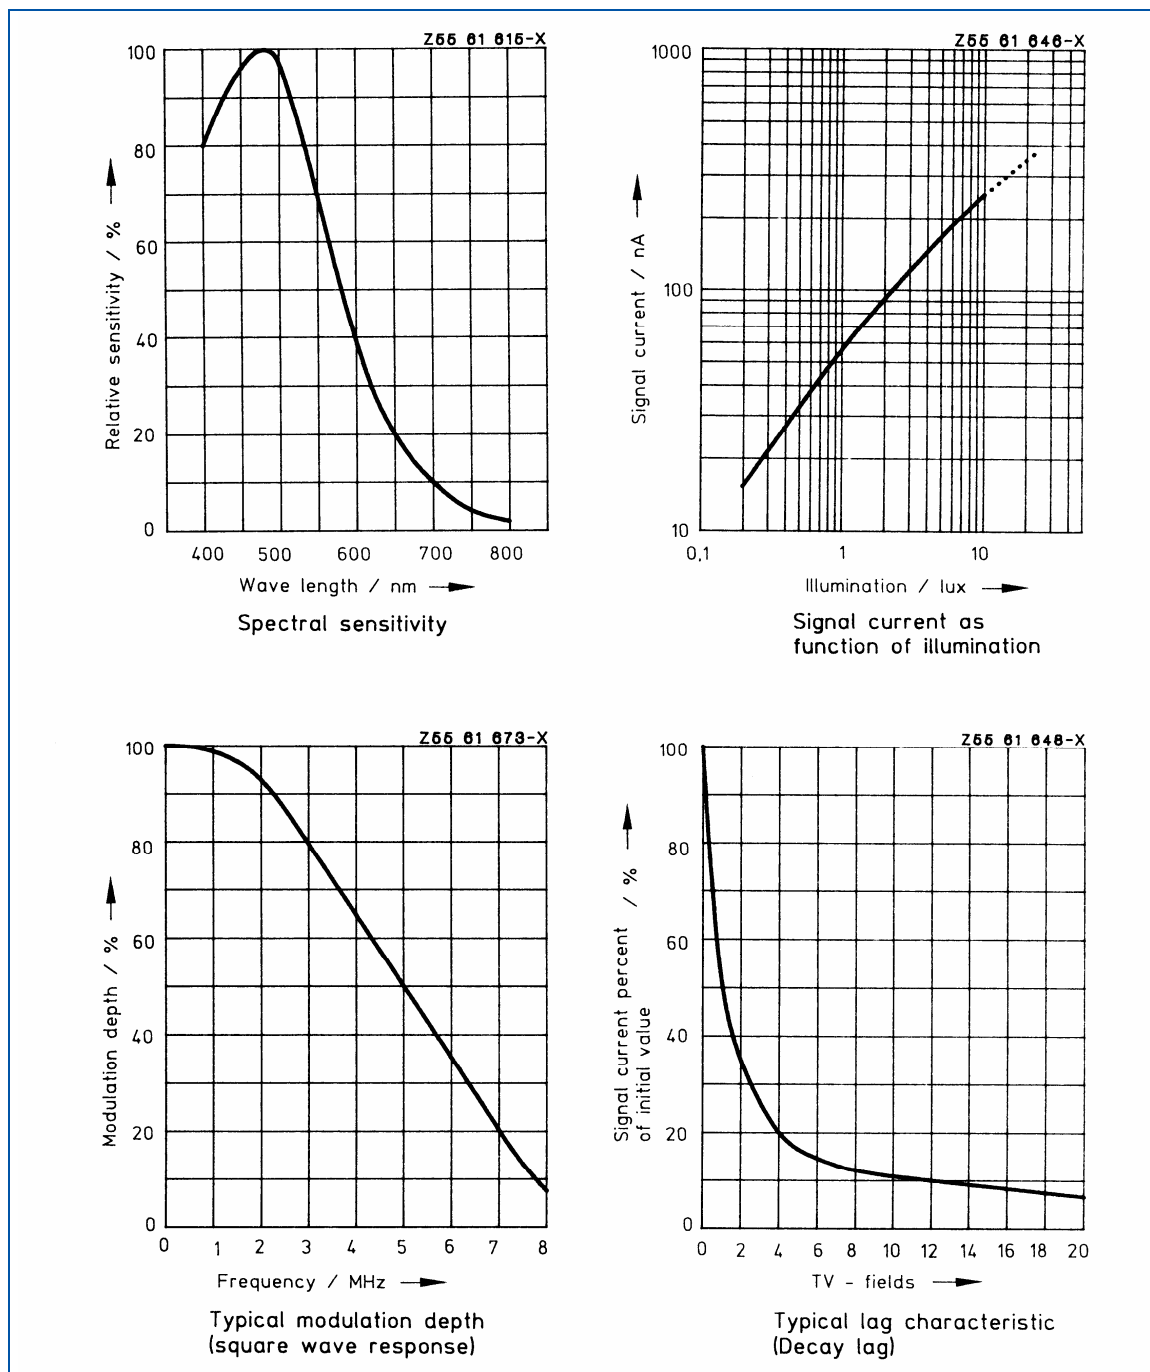 Z55 61 615-X
100
80
60
40
20
0
Relative sensitivity / %
400 500 600 700 800
Wave length / nm
Spectral sensitivity
Z55 61 646-X
1000
100
10
Signal current / nA
0,1 1 10
Illumination / lux
Signal current as
function of illumination
Z55 61 673-X
100
80
60
40
20
0
Modulation depth / %
0 1 2 3 4 5 6 7 8
Frequency / MHz
Typical modulation depth
(square wave response)
Z55 61 648-X
100
80
60
40
20
0
Signal current percent / %
of initial value
0 2 4 6 8 10 12 14 16 18 20
TV - fields
Typical lag characteristic
(Decay lag)